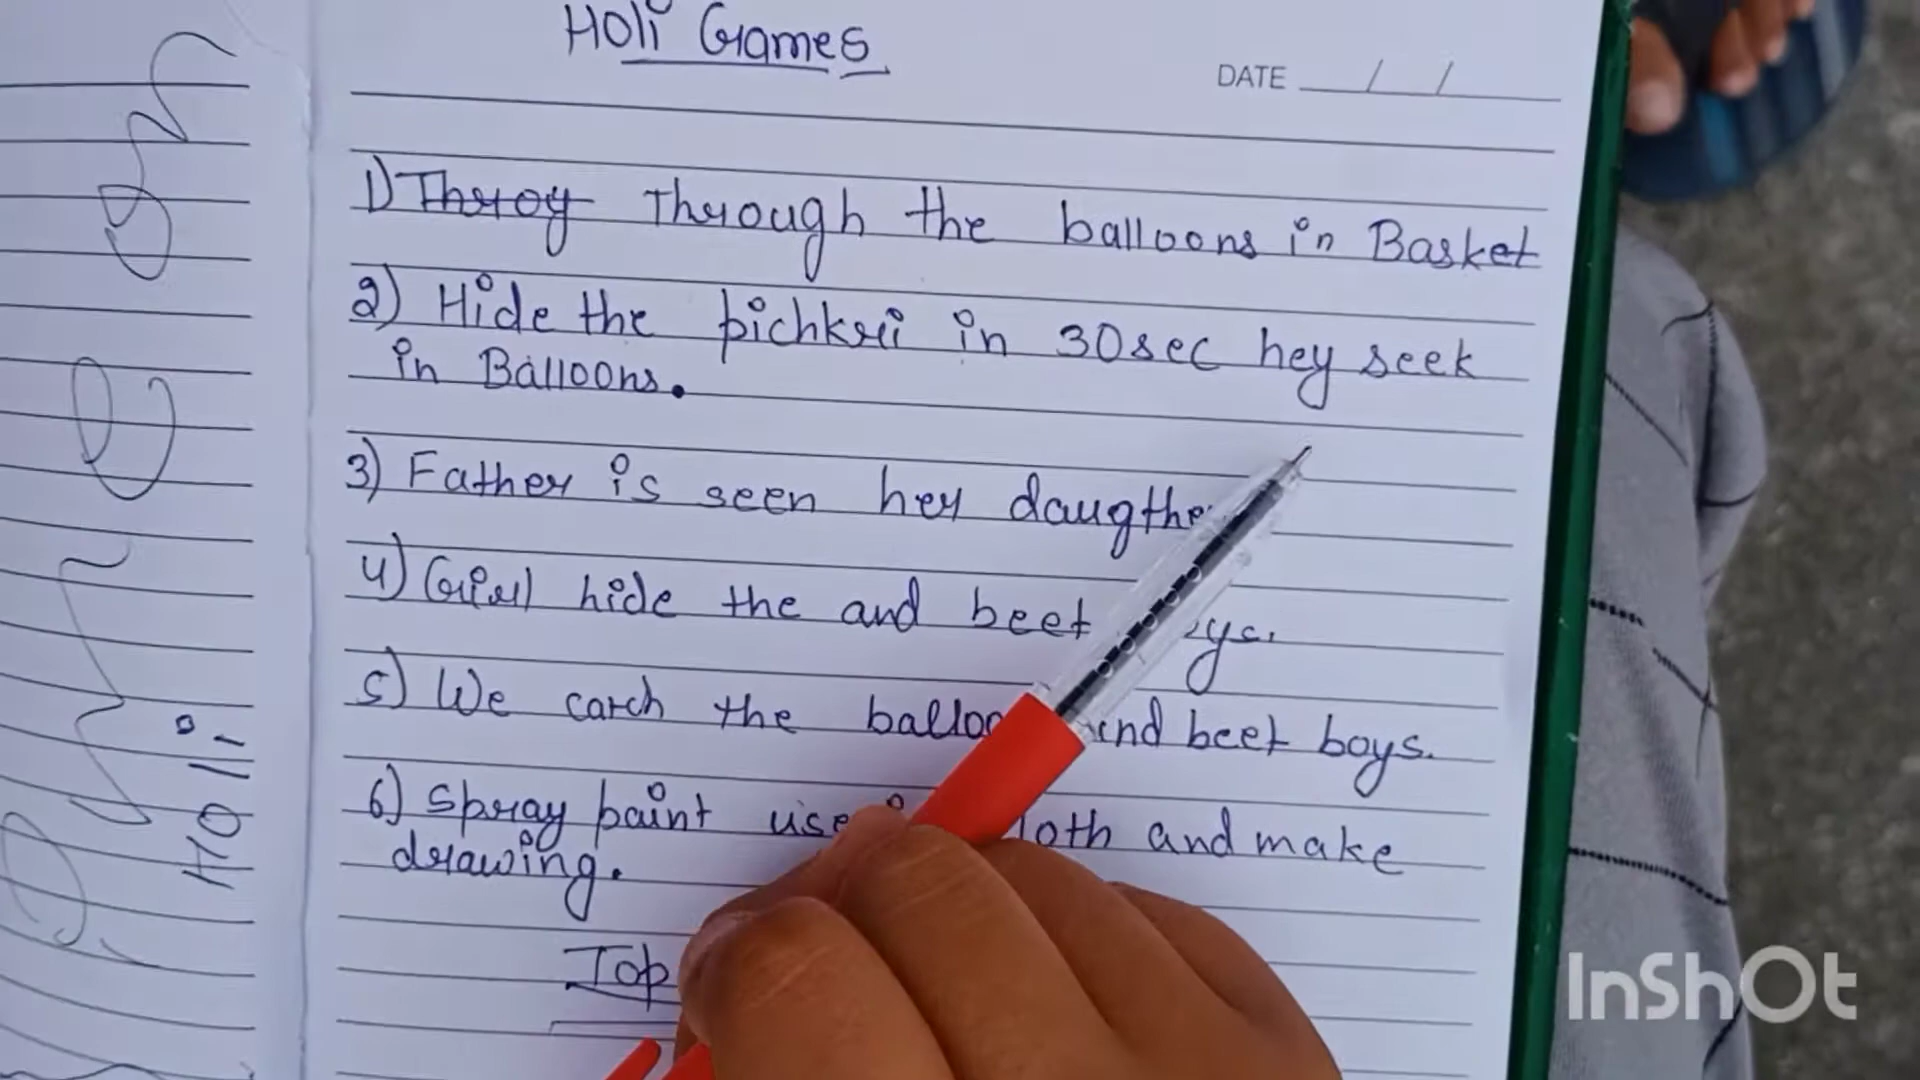 Holi Games
DATE / /
1) Throy Through the balloons in Basket
2) Hide the pichkri in 30sec hey seek
in Balloons.
3) Father is seen her
4) Girl hide the and beet
5) We catch the and beet boys.
6) Spray paint use and make
drawing.
Top
Holi
InShOt